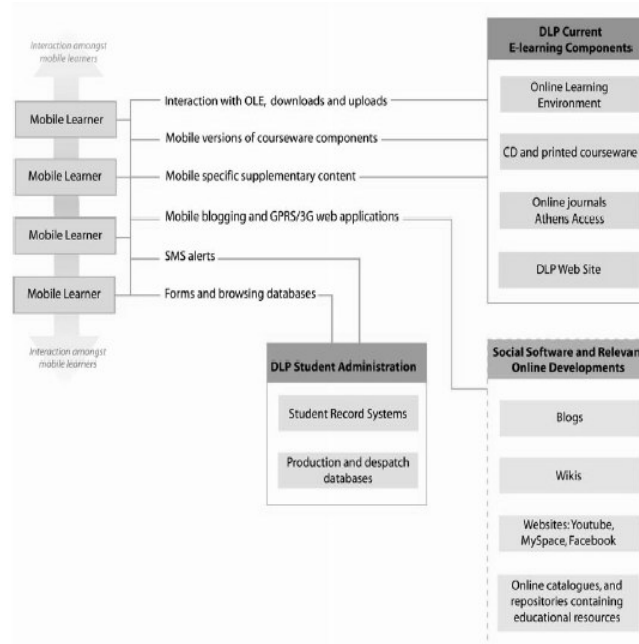 Interaction amongst
mobile learners
Mobile Learner
Mobile Learner
Mobile Learner
Mobile Learner
Interaction amongst
mobile learners
Interaction with OLE, downloads and uploads
Mobile versions of courseware components
Mobile specific supplementary content
Mobile blogging and GPRS/3G web applications
SMS alerts
Forms and browsing databases
DLP Student Administration
Student Record Systems
Production and despatch
databases
DLP Current
E-learning Components
Online Learning
Environment
CD and printed courseware
Online journals
Athens Access
DLP Web Site
Social Software and Relevan
Online Developments
Blogs
Wikis
Websites: Youtube,
MySpace, Facebook
Online catalogues, and
repositories containing
educational resources